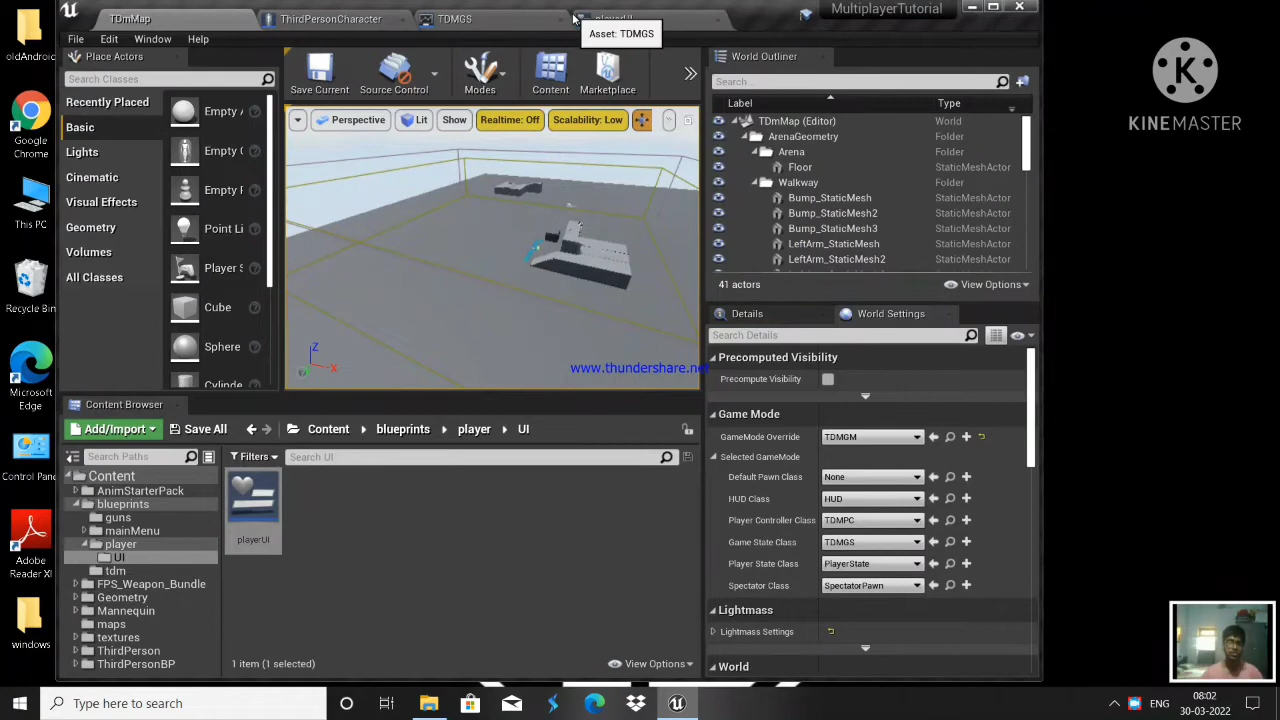 TDmMap
ThirdPersonCharacter
TDMGS
playerUI
MultiplayerTutorial
Asset: TDMGS
File
Edit
Window
Help
oldAndroid
Google
Chrome
This PC
Recycle Bin
Microsoft
Edge
Control Pan
Adobe
Reader XI
windows
Place Actors
Search Classes
Recently Placed
Basic
Lights
Cinematic
Visual Effects
Geometry
Volumes
All Classes
Empty A
Empty C
Empty P
Point Li
Player S
Cube
Sphere
Cylinde
Save Current
Source Control
Modes
Content
Marketplace
Perspective
Lit
Show
Realtime: Off
Scalability: Low
Z
X
www.thundershare.net
World Outliner
Search...
Label
Type
TDmMap (Editor)
World
ArenaGeometry
Folder
Arena
Folder
Floor
StaticMeshActor
Walkway
Folder
Bump_StaticMesh
StaticMeshActor
Bump_StaticMesh2
StaticMeshActor
Bump_StaticMesh3
StaticMeshActor
LeftArm_StaticMesh
StaticMeshActor
LeftArm_StaticMesh2
StaticMeshActor
41 actors
View Options
Details
World Settings
Search Details
Precomputed Visibility
Precompute Visibility
Game Mode
GameMode Override
TDMGM
Selected GameMode
Default Pawn Class
None
HUD Class
HUD
Player Controller Class
TDMPC
Game State Class
TDMGS
Player State Class
PlayerState
Spectator Class
SpectatorPawn
Lightmass
Lightmass Settings
World
Content Browser
Add/Import
Save All
Content
blueprints
player
UI
Search Paths
Filters
Search UI
Content
AnimStarterPack
blueprints
guns
mainMenu
player
UI
tdm
FPS_Weapon_Bundle
Geometry
Mannequin
maps
textures
ThirdPerson
ThirdPersonBP
playerUI
1 item (1 selected)
View Options
K
KINEMASTER
Type here to search
ENG
08:02
30-03-2022